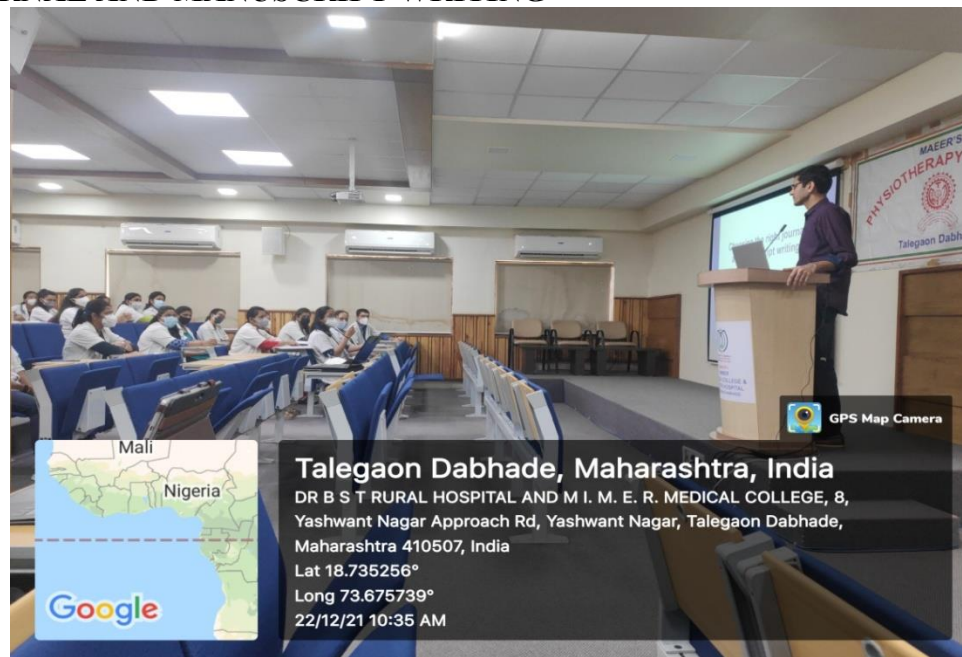 AND MANUSCRIPT WRITING
MAEER'S
PHYSIOTHERAPY
Talegaon
GPS Map Camera
Mali
Nigeria
Google
Talegaon Dabhade, Maharashtra, India
DR B S T RURAL HOSPITAL AND M I. M. E. R. MEDICAL COLLEGE, 8,
Yashwant Nagar Approach Rd, Yashwant Nagar, Talegaon Dabhade,
Maharashtra 410507, India
Lat 18.735256°
Long 73.675739°
22/12/21 10:35 AM